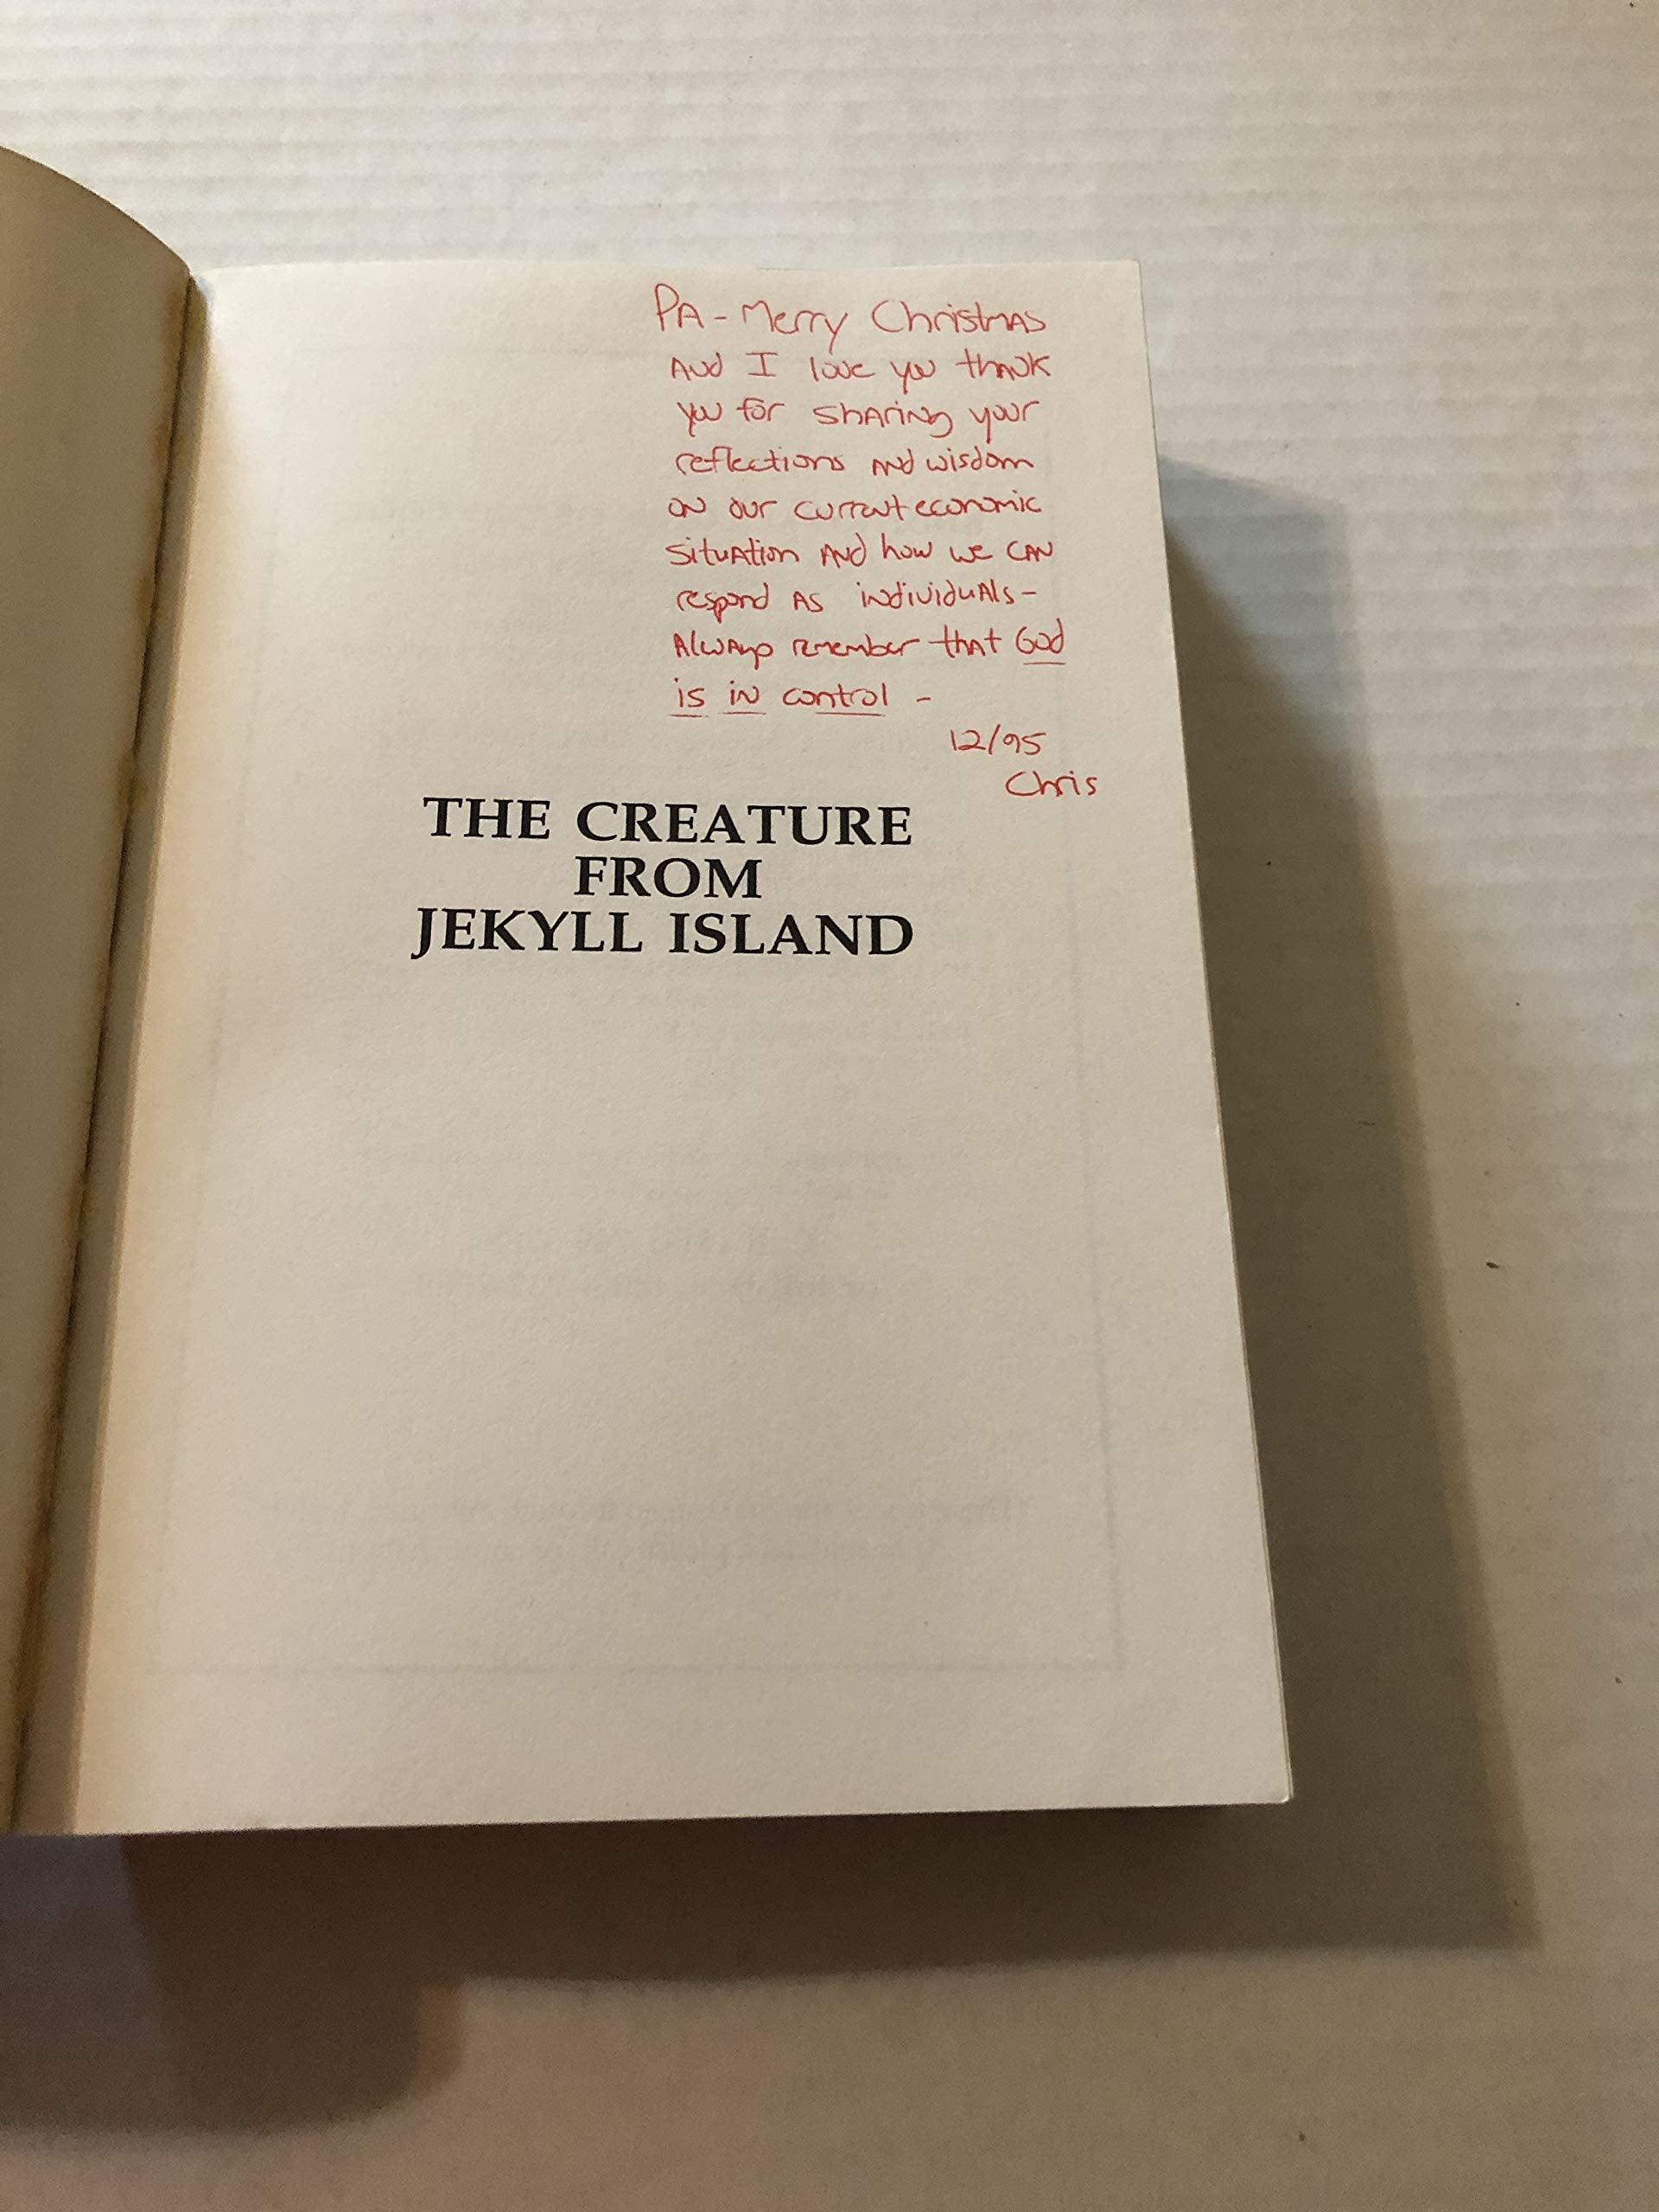 PA - Merry Christmas
And I love you thank
you for sharing your
reflections and wisdom
on our current economic
situation and how we can
respond as individuals -
Always remember that God
is in control -
12/95
Chris
THE CREATURE
FROM
JEKYLL ISLAND